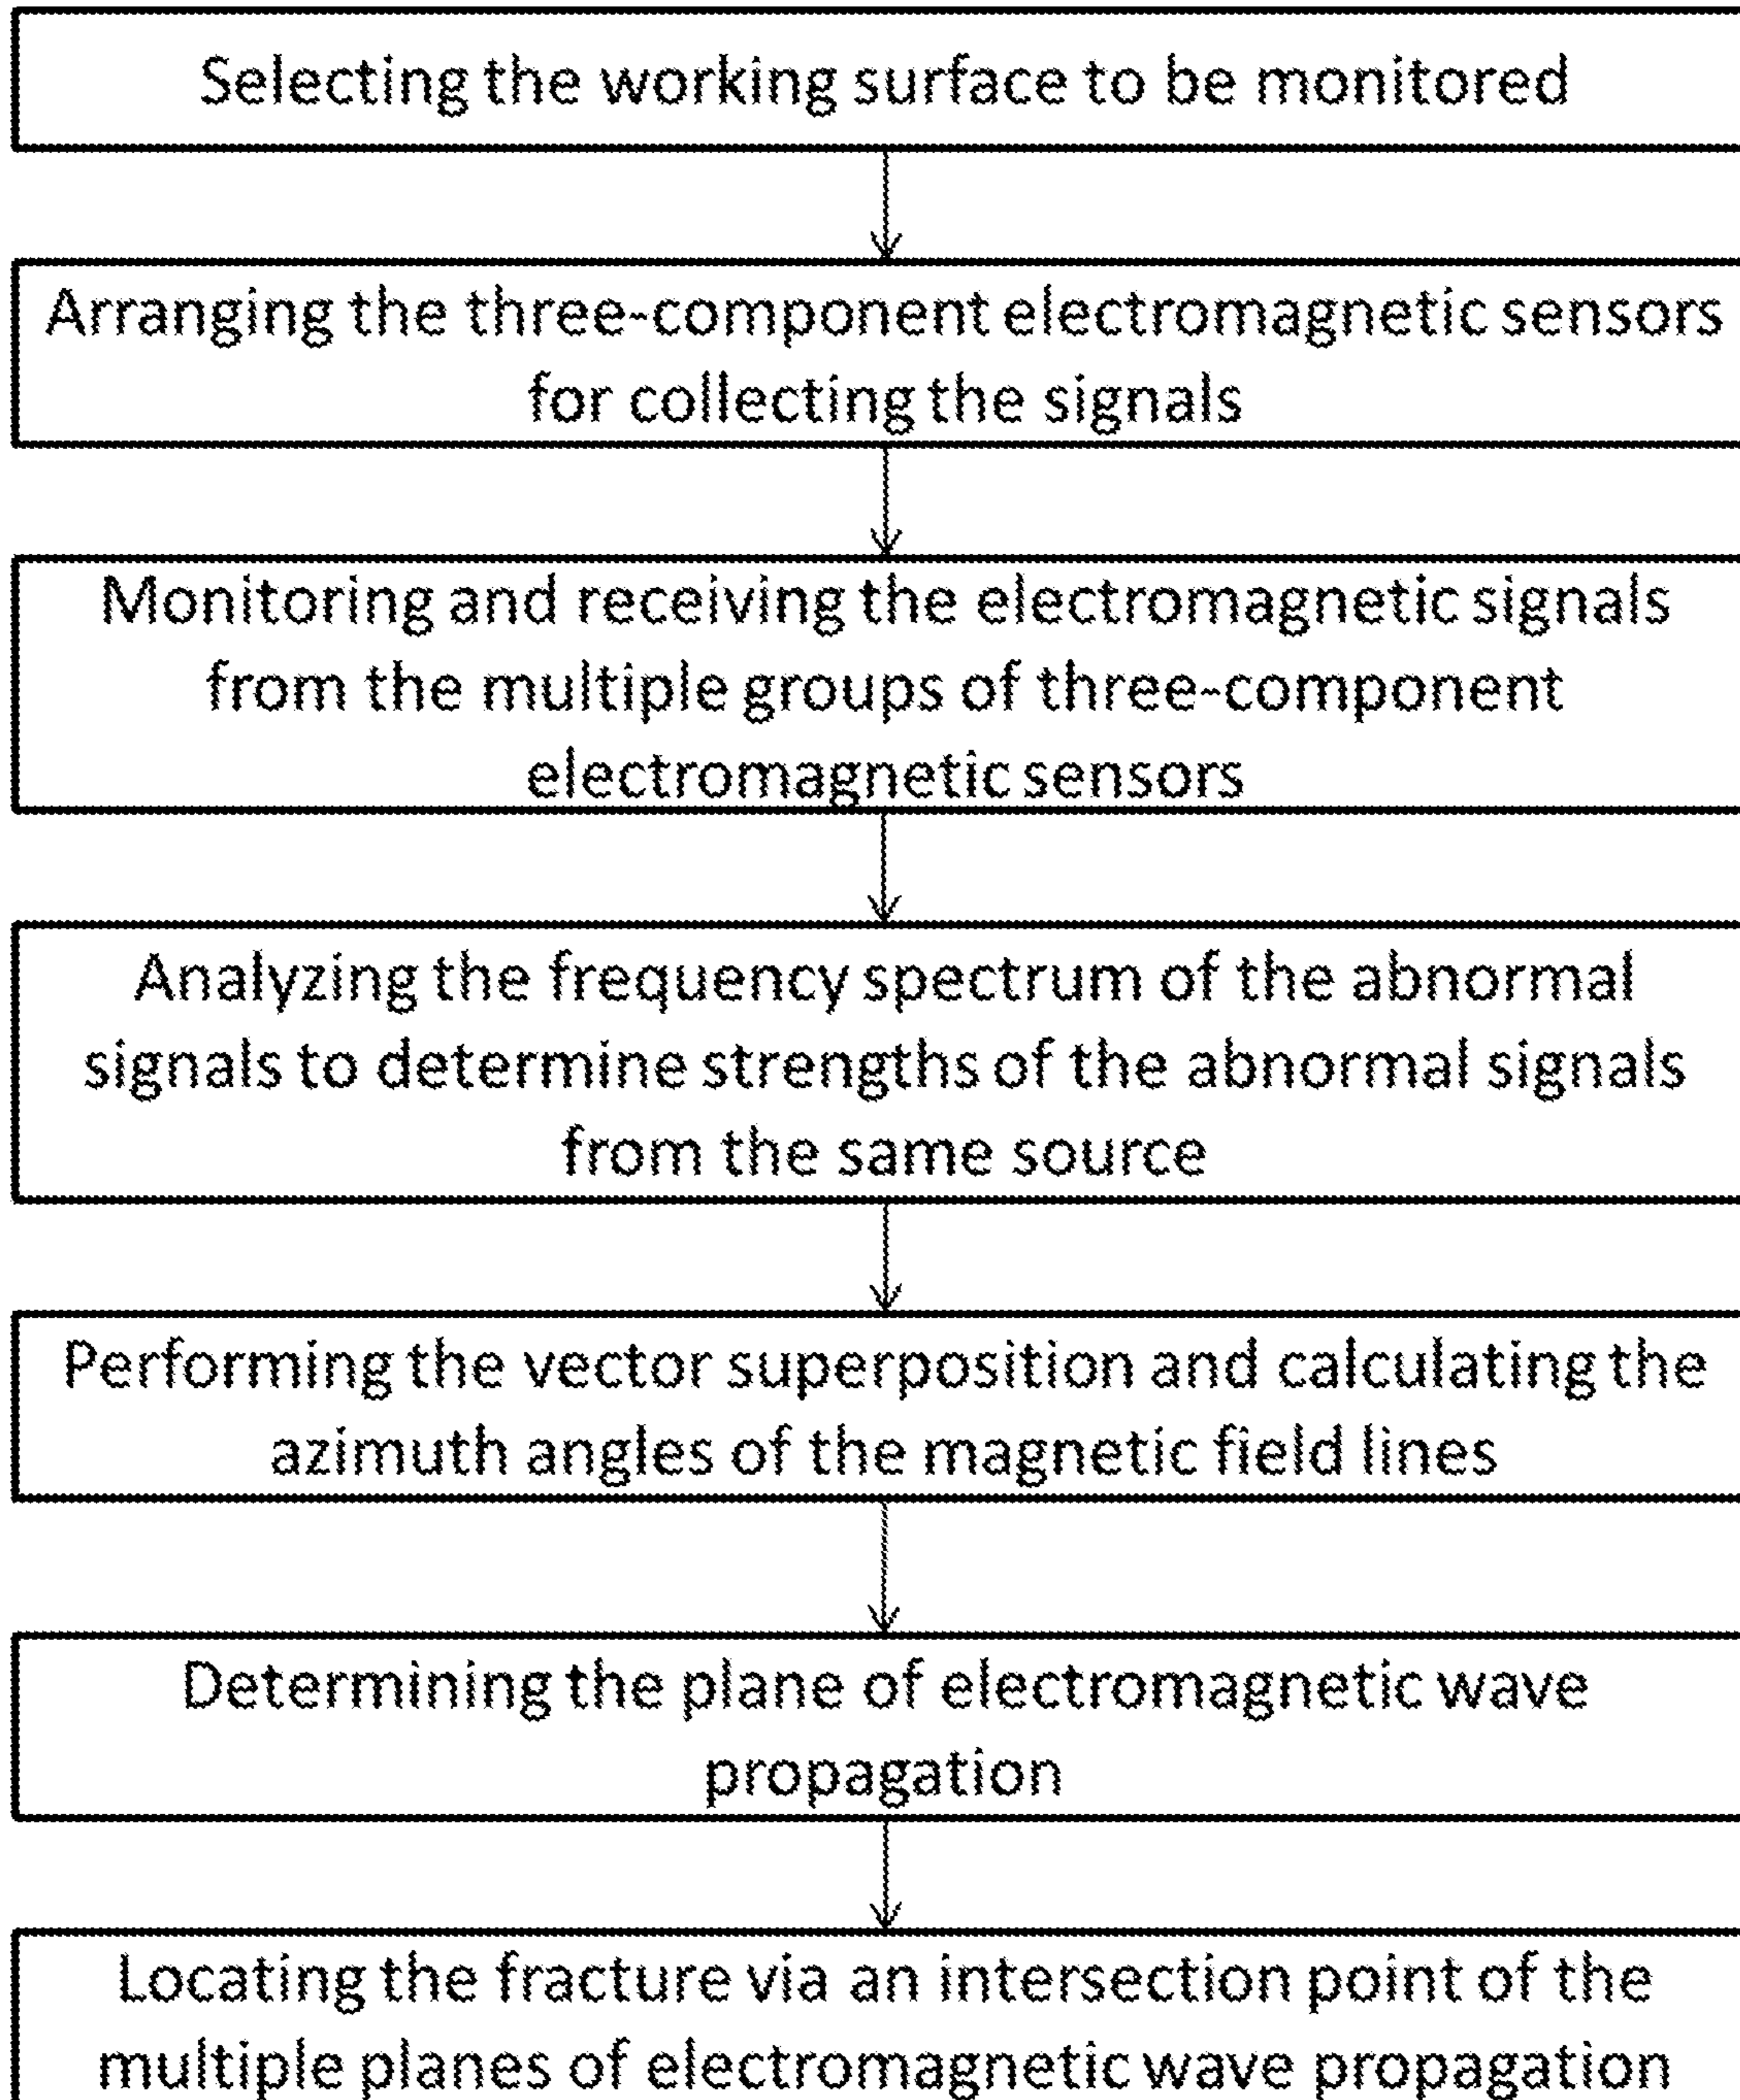 Selecting the working surface to be monitored
Arranging the three-component electromagnetic sensors
for collecting the signals
Monitoring and receiving the electromagnetic signals
from the multiple groups of three-component
electromagnetic sensors
Analyzing the frequency spectrum of the abnormal
signals to determine strengths of the abnormal signals
from the same source
Performing the vector superposition and calculating the
azimuth angles of the magnetic field lines
Determining the plane of electromagnetic wave
propagation
Locating the fracture via an intersection point of the
multiple planes of electromagnetic wave propagation